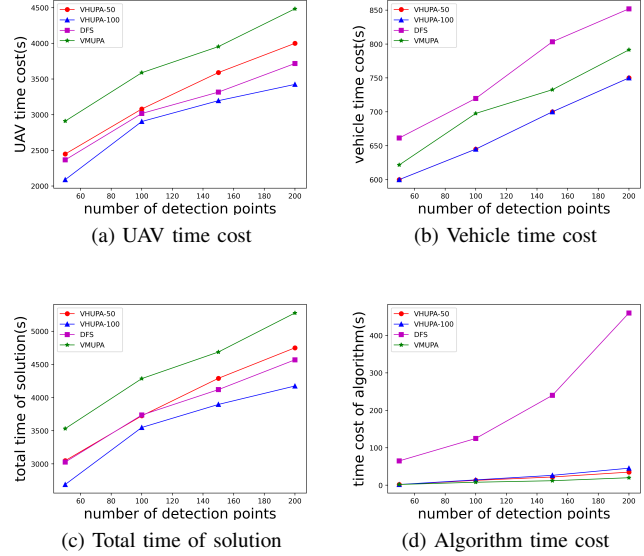 4500
4000
3500
3000
2500
2000
UAV time cost(s)
VHUPA-50
VHUPA-100
DFS
VMUPA
60 80 100 120 140 160 180 200
number of detection points
(a) UAV time cost
850
800
750
700
650
600
vehicle time cost(s)
VHUPA-50
VHUPA-100
DFS
VMUPA
60 80 100 120 140 160 180 200
number of detection points
(b) Vehicle time cost
5000
4500
4000
3500
3000
total time of solution(s)
VHUPA-50
VHUPA-100
DFS
VMUPA
60 80 100 120 140 160 180 200
number of detection points
(c) Total time of solution
400
300
200
100
0
time cost of algorithm(s)
VHUPA-50
VHUPA-100
DFS
VMUPA
60 80 100 120 140 160 180 200
number of detection points
(d) Algorithm time cost